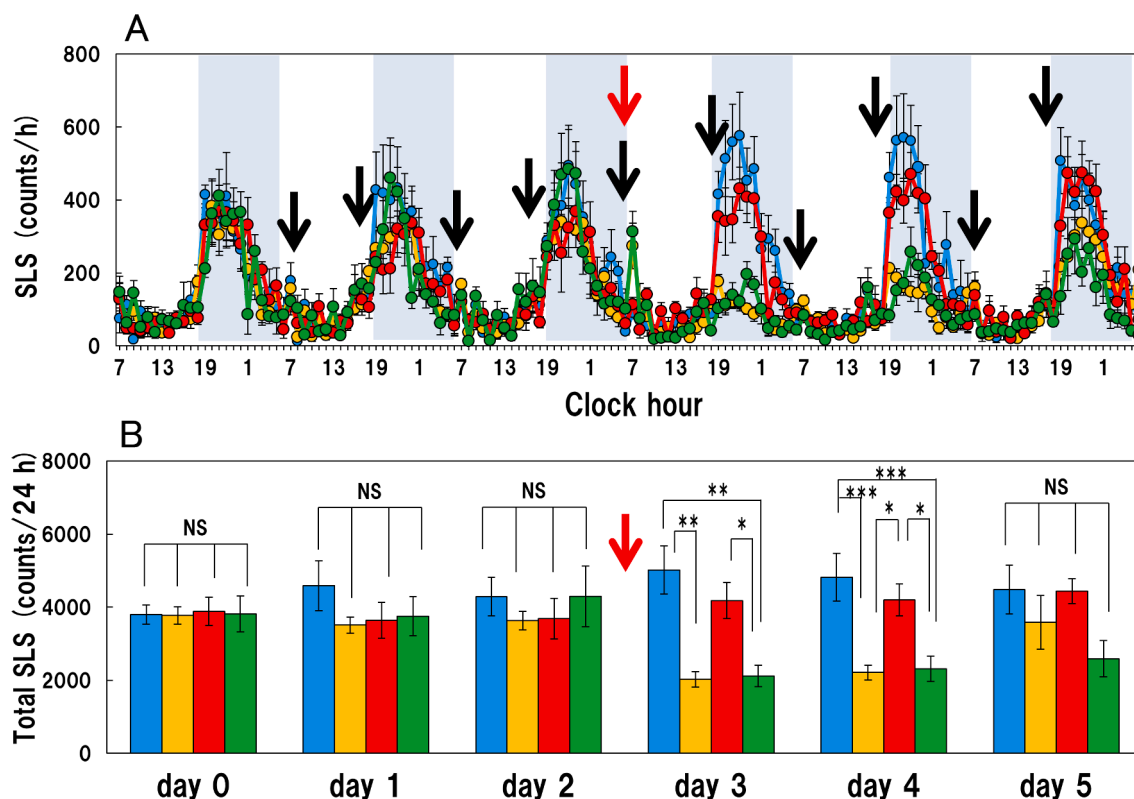 A
SLS (counts/h)
800
600
400
200
0
7 13 19 1 7 13 19 1 7 13 19 1 7 13 19 1 7 13 19 1 7 13 19 1
Clock hour
B
Total SLS (counts/24 h)
8000
6000
4000
2000
0
NS
NS
NS
**
**
*
***
***
*
*
NS
day 0 day 1 day 2 day 3 day 4 day 5